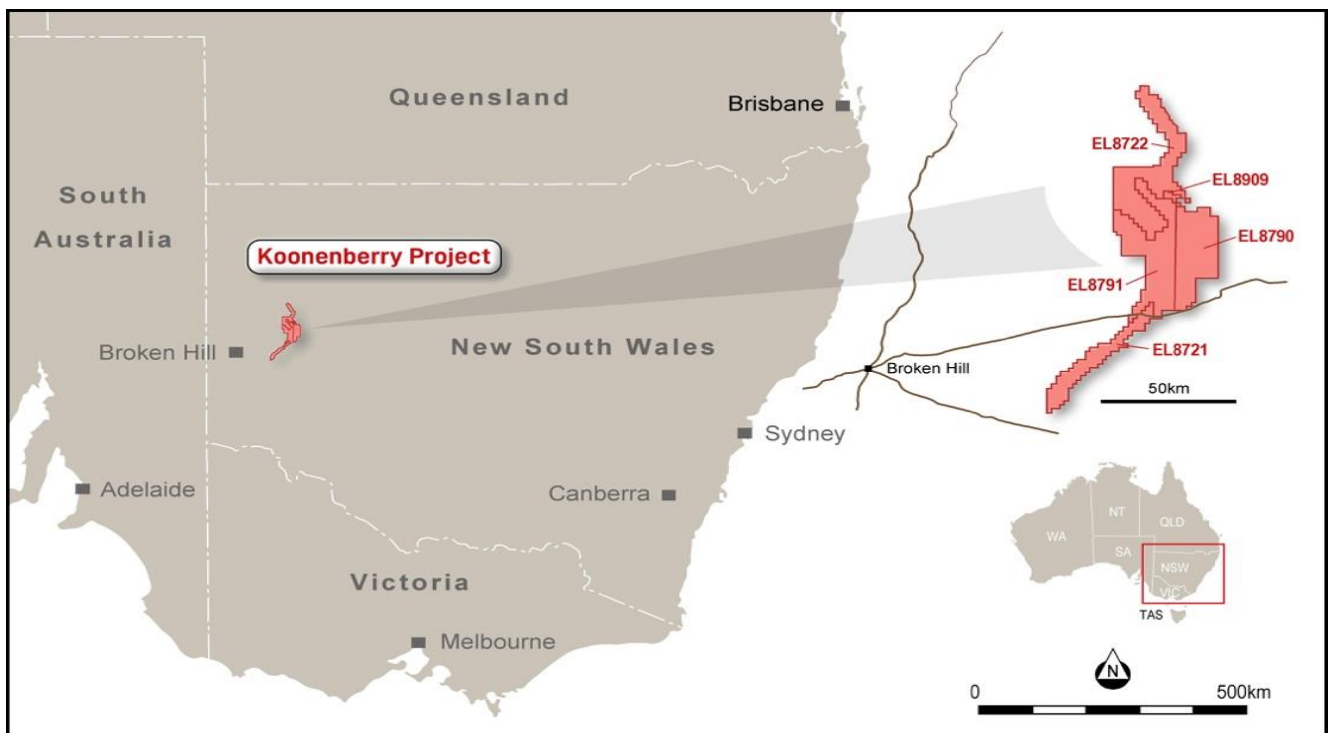 Queensland
Brisbane
South
Australia
Koonenberry Project
Broken Hill
New South Wales
Sydney
Adelaide
Canberra
Victoria
Melbourne
EL8722
EL8909
EL8790
EL8791
EL8721
Broken Hill
50km
NT
QLD
WA
SA
NSW
VIC
TAS
N
0
500km